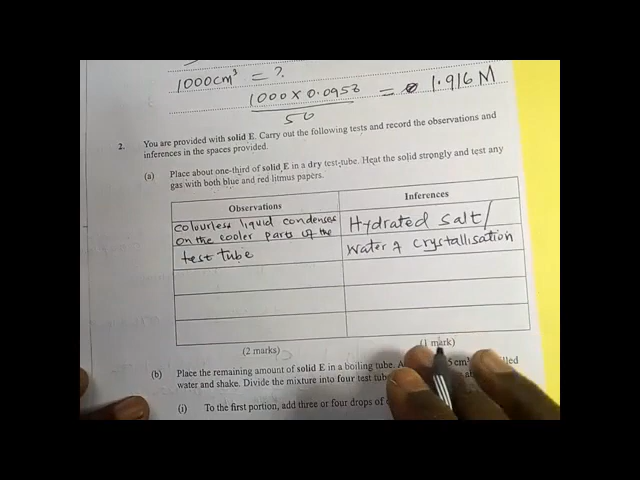 1000cm³ = ?
1000 × 0.0958 = 1.916 M
50
2. You are provided with solid E. Carry out the following tests and record the observations and
inferences in the spaces provided.
(a) Place about one-third of solid E in a dry test-tube. Heat the solid strongly and test any
gas with both blue and red litmus papers.
Observations Inferences
colourless liquid condenses Hydrated salt/
on the cooler parts of the water of crystallisation
test tube
(2 marks) (1 mark)
(b) Place the remaining amount of solid E in a boiling tube. 5 cm³
water and shake. Divide the mixture into four test
(i) To the first portion, add three or four drops of